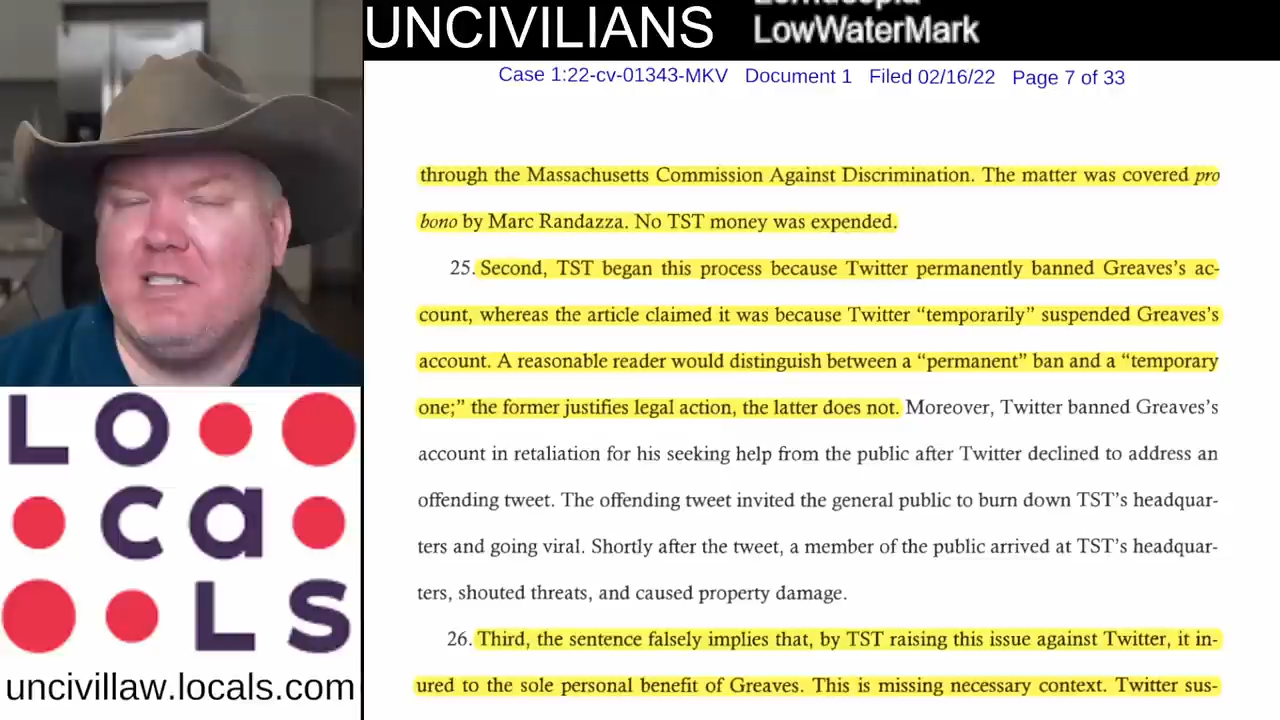 UNCIVILIANS
LowWaterMark
Case 1:22-cv-01343-MKV Document 1 Filed 02/16/22 Page 7 of 33
through the Massachusetts Commission Against Discrimination. The matter was covered pro
bono by Marc Randazza. No TST money was expended.
25. Second, TST began this process because Twitter permanently banned Greaves's ac-
count, whereas the article claimed it was because Twitter “temporarily” suspended Greaves's
account. A reasonable reader would distinguish between a “permanent” ban and a “temporary
one;” the former justifies legal action, the latter does not. Moreover, Twitter banned Greaves's
account in retaliation for his seeking help from the public after Twitter declined to address an
offending tweet. The offending tweet invited the general public to burn down TST's headquar-
ters and going viral. Shortly after the tweet, a member of the public arrived at TST's headquar-
ters, shouted threats, and caused property damage.
26. Third, the sentence falsely implies that, by TST raising this issue against Twitter, it in-
ured to the sole personal benefit of Greaves. This is missing necessary context. Twitter sus-
LO
ca
LS
uncivillaw.locals.com